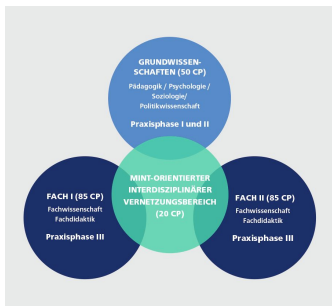 GRUNDWISSEN-
SCHAFTEN (50 CP)
Pädagogik / Psychologie /
Soziologie/
Politikwissenschaft
Praxisphase I und II
MINT-ORIENTIERTER
INTERDISZIPLINÄRER
VERNETZUNGSBEREICH
(20 CP)
FACH I (85 CP)
Fachwissenschaft
Fachdidaktik
Praxisphase III
FACH II (85 CP)
Fachwissenschaft
Fachdidaktik
Praxisphase III